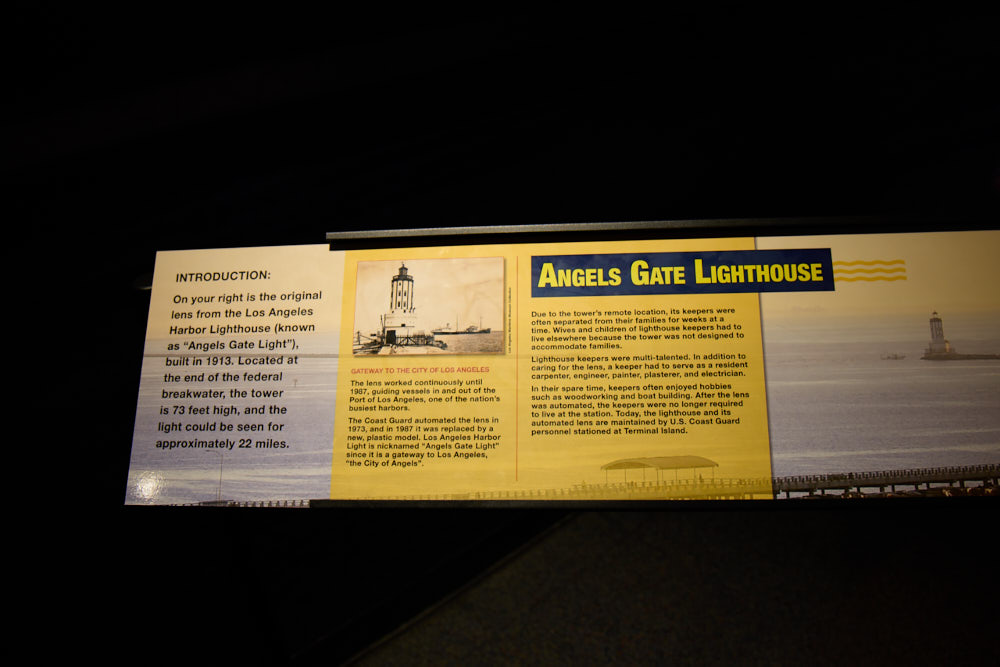 INTRODUCTION:
On your right is the original
lens from the Los Angeles
Harbor Lighthouse (known
as “Angels Gate Light”),
built in 1913. Located at
the end of the federal
breakwater, the tower
is 73 feet high, and the
light could be seen for
approximately 22 miles.
Los Angeles Maritime Museum Collection
GATEWAY TO THE CITY OF LOS ANGELES
The lens worked continuously until
1987, guiding vessels in and out of the
Port of Los Angeles, one of the nation's
busiest harbors.
The Coast Guard automated the lens in
1973, and in 1987 it was replaced by a
new, plastic model. Los Angeles Harbor
Light is nicknamed “Angels Gate Light”
since it is a gateway to Los Angeles,
“the City of Angels”.
ANGELS GATE LIGHTHOUSE
Due to the tower's remote location, its keepers were
often separated from their families for weeks at a
time. Wives and children of lighthouse keepers had to
live elsewhere because the tower was not designed to
accommodate families.
Lighthouse keepers were multi-talented. In addition to
caring for the lens, a keeper had to serve as a resident
carpenter, engineer, painter, plasterer, and electrician.
In their spare time, keepers often enjoyed hobbies
such as woodworking and boat building. After the lens
was automated, the keepers were no longer required
to live at the station. Today, the lighthouse and its
automated lens are maintained by U.S. Coast Guard
personnel stationed at Terminal Island.